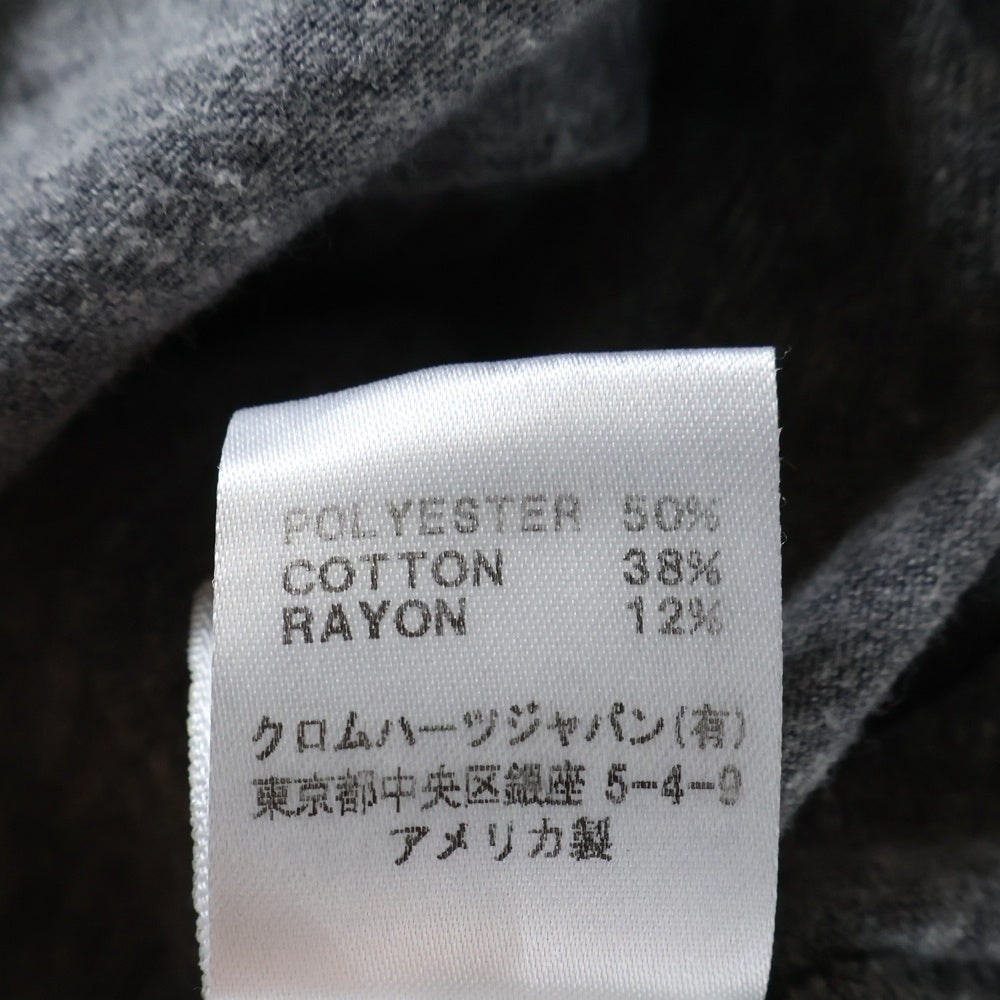 POLYESTER 50%
COTTON 38%
RAYON 12%
クロムハーツジャパン(有)
東京都中央区銀座 5-4-9
アメリカ製